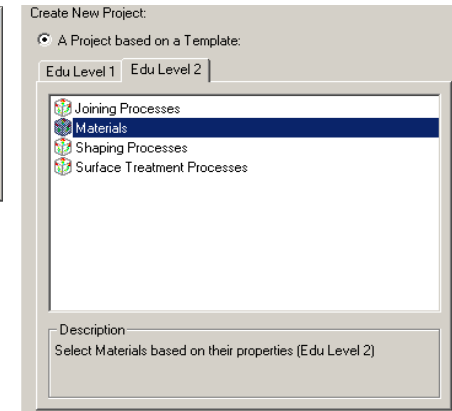 Create New Project:
A Project based on a Template:
Edu Level 1 Edu Level 2
Joining Processes
Materials
Shaping Processes
Surface Treatment Processes
Description
Select Materials based on their properties (Edu Level 2)